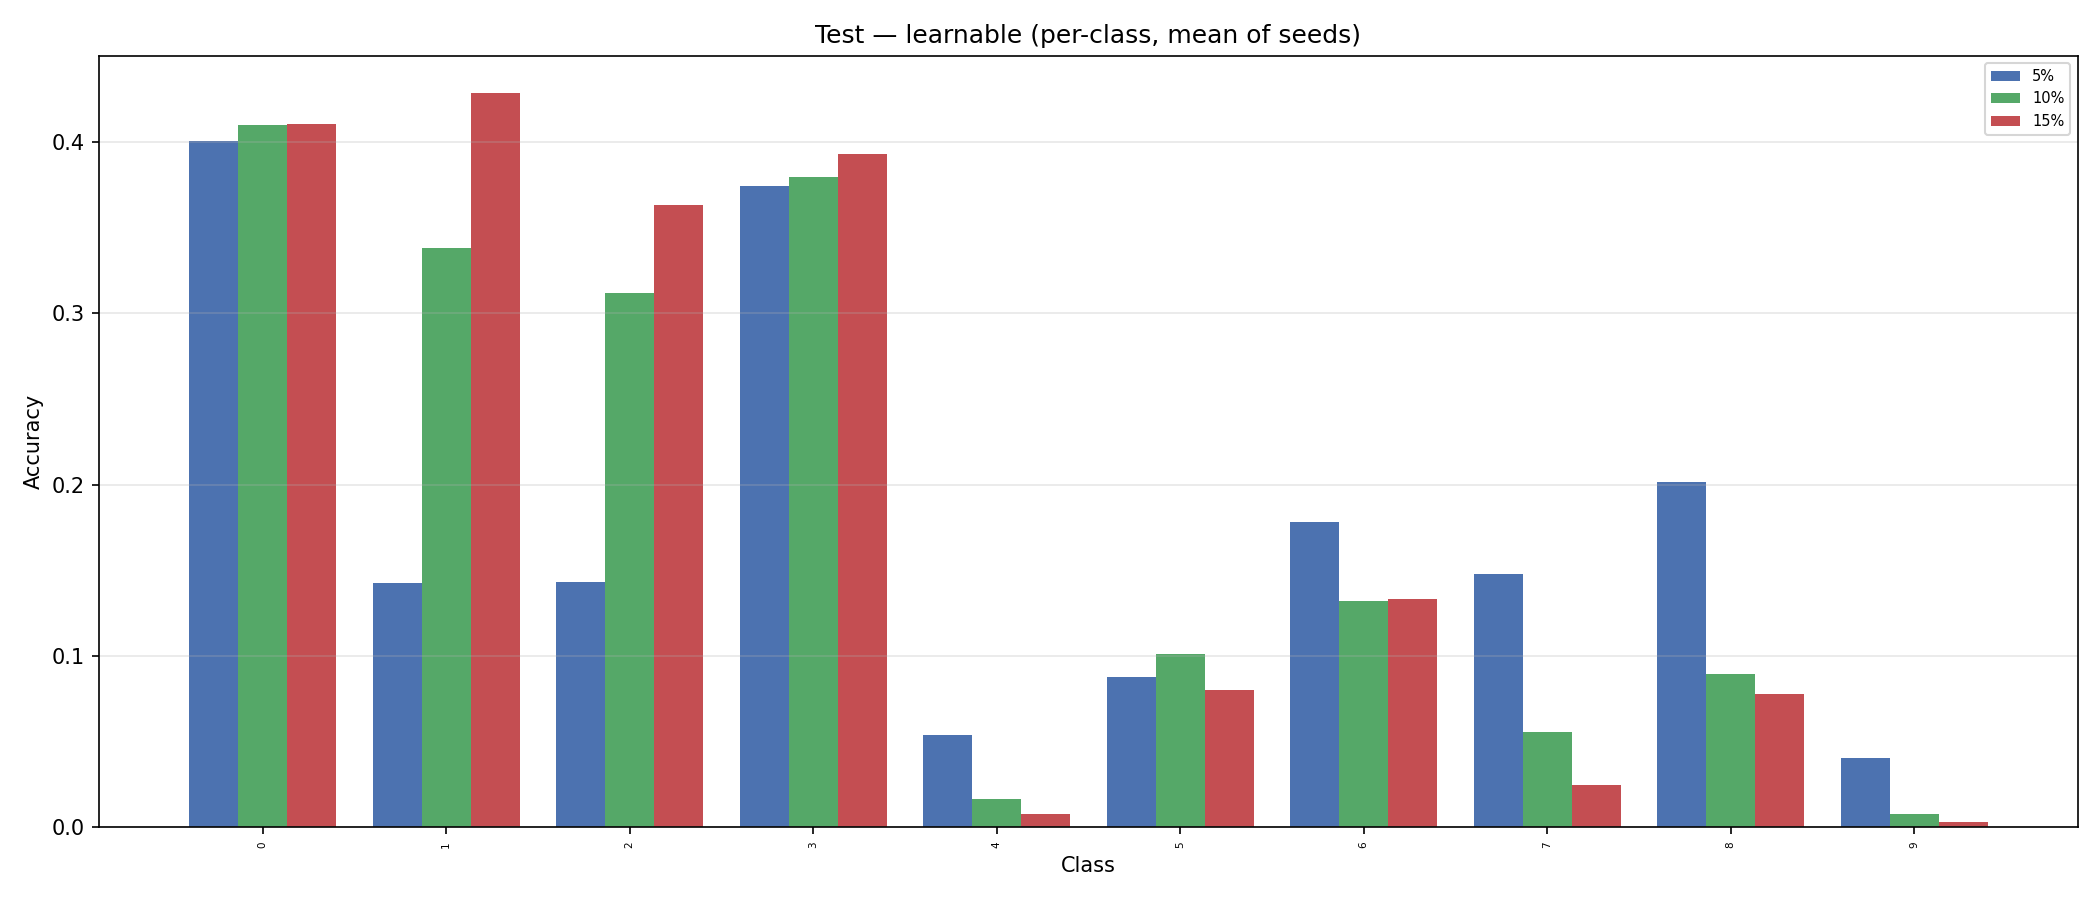 Test — learnable (per-class, mean of seeds)
5%
10%
15%
Accuracy
0.4
0.3
0.2
0.1
0.0
0 1 2 3 4 5 6 7 8 9
Class